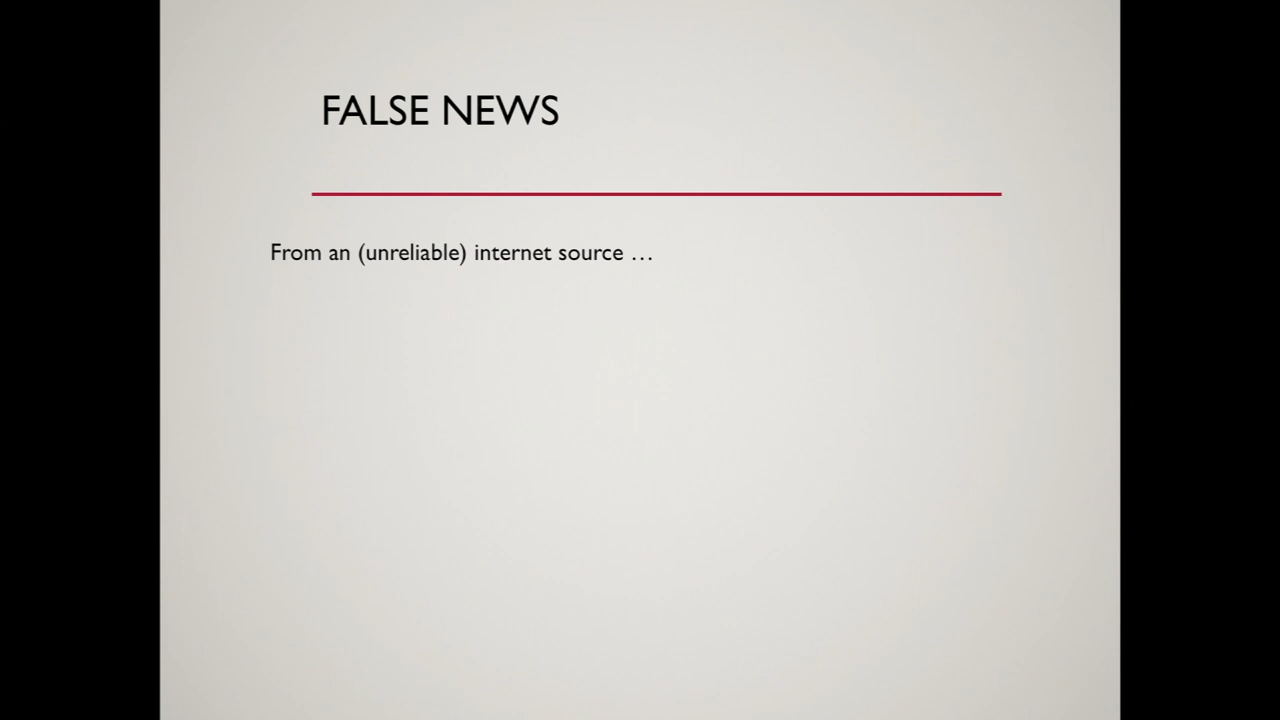 FALSE NEWS
From an (unreliable) internet source …